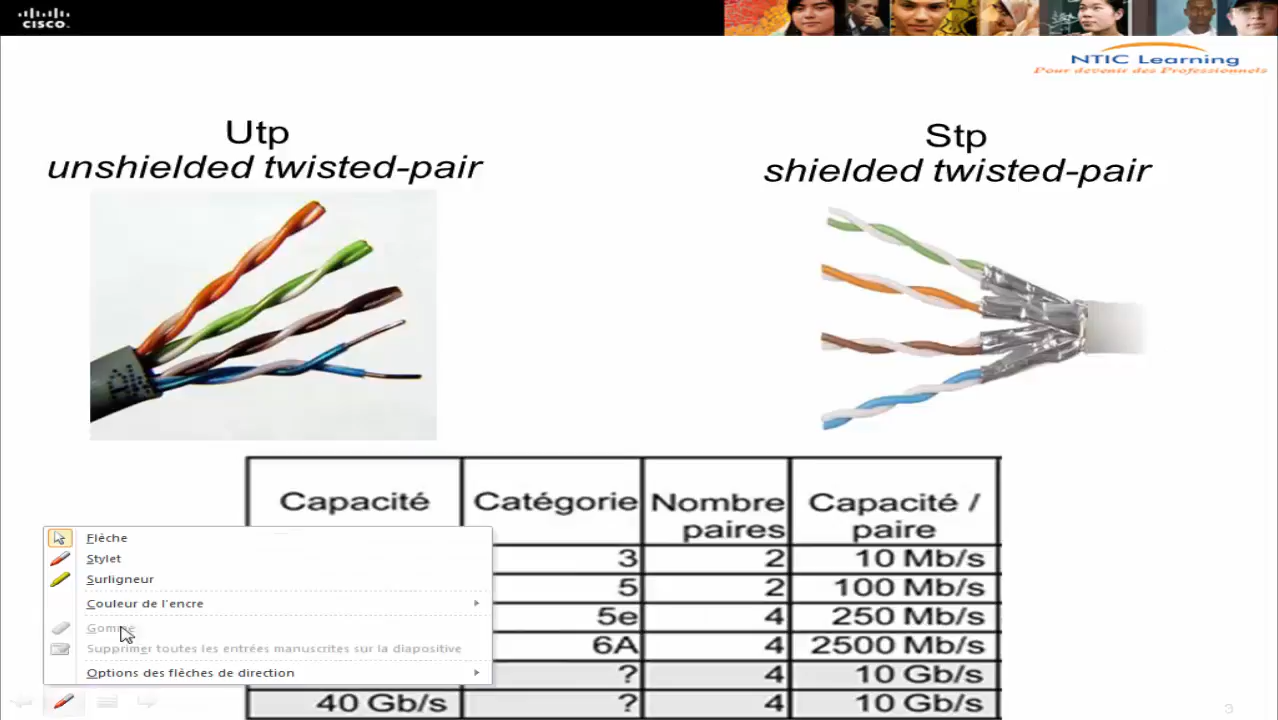 CISCO
NTIC Learning
Pour devenir des Professionnels
Utp
unshielded twisted-pair
Stp
shielded twisted-pair
Capacité Catégorie Nombre paires Capacité / paire
3 2 10 Mb/s
5 2 100 Mb/s
5e 4 250 Mb/s
6A 4 2500 Mb/s
? 4 10 Gb/s
40 Gb/s ? 4 10 Gb/s
Flèche
Stylet
Surligneur
Couleur de l'encre
Gomme
Supprimer toutes les entrées manuscrites sur la diapositive
Options des flèches de direction
3